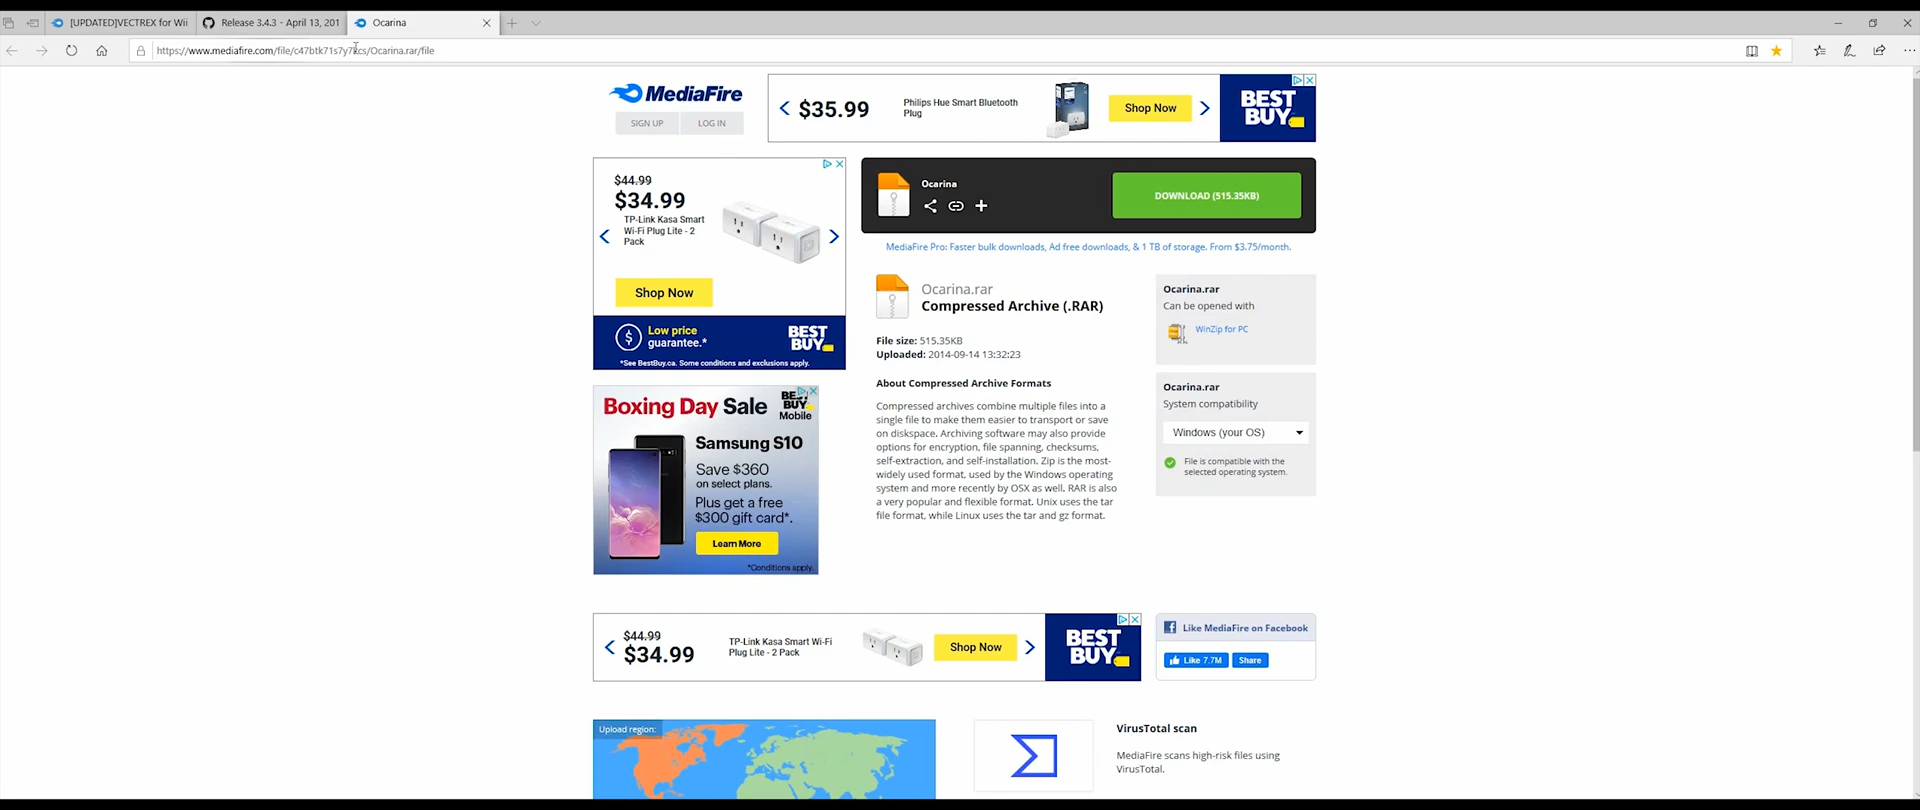 [UPDATED]VECTREX for Wii
Release 3.4.3 - April 13, 201
Ocarina
https://www.mediafire.com/file/c47btk71s7y7kcs/Ocarina.rar/file
MediaFire
SIGN UP
LOG IN
$35.99
Philips Hue Smart Bluetooth
Plug
Shop Now
BEST
BUY
$44.99
$34.99
TP-Link Kasa Smart
Wi-Fi Plug Lite - 2
Pack
Shop Now
Low price
guarantee.*
BEST
BUY
*See BestBuy.ca. Some conditions and exclusions apply.
Ocarina
DOWNLOAD (515.35KB)
MediaFire Pro: Faster bulk downloads, Ad free downloads, & 1 TB of storage. From $3.75/month.
Ocarina.rar
Compressed Archive (.RAR)
File size: 515.35KB
Uploaded: 2014-09-14 13:32:23
About Compressed Archive Formats
Compressed archives combine multiple files into a
single file to make them easier to transport or save
on diskspace. Archiving software may also provide
options for encryption, file spanning, checksums,
self-extraction, and self-installation. Zip is the most-
widely used format, used by the Windows operating
system and more recently by OSX as well. RAR is also
a very popular and flexible format. Unix uses the tar
file format, while Linux uses the tar and gz format.
Ocarina.rar
Can be opened with
WinZip for PC
Ocarina.rar
System compatibility
Windows (your OS)
File is compatible with the
selected operating system.
Boxing Day Sale
BEST
BUY
Mobile
Samsung S10
Save $360
on select plans.
Plus get a free
$300 gift card*.
Learn More
*Conditions apply.
$44.99
$34.99
TP-Link Kasa Smart Wi-Fi
Plug Lite - 2 Pack
Shop Now
BEST
BUY
Like MediaFire on Facebook
Like 7.7M
Share
Upload region:
VirusTotal scan
MediaFire scans high-risk files using
VirusTotal.